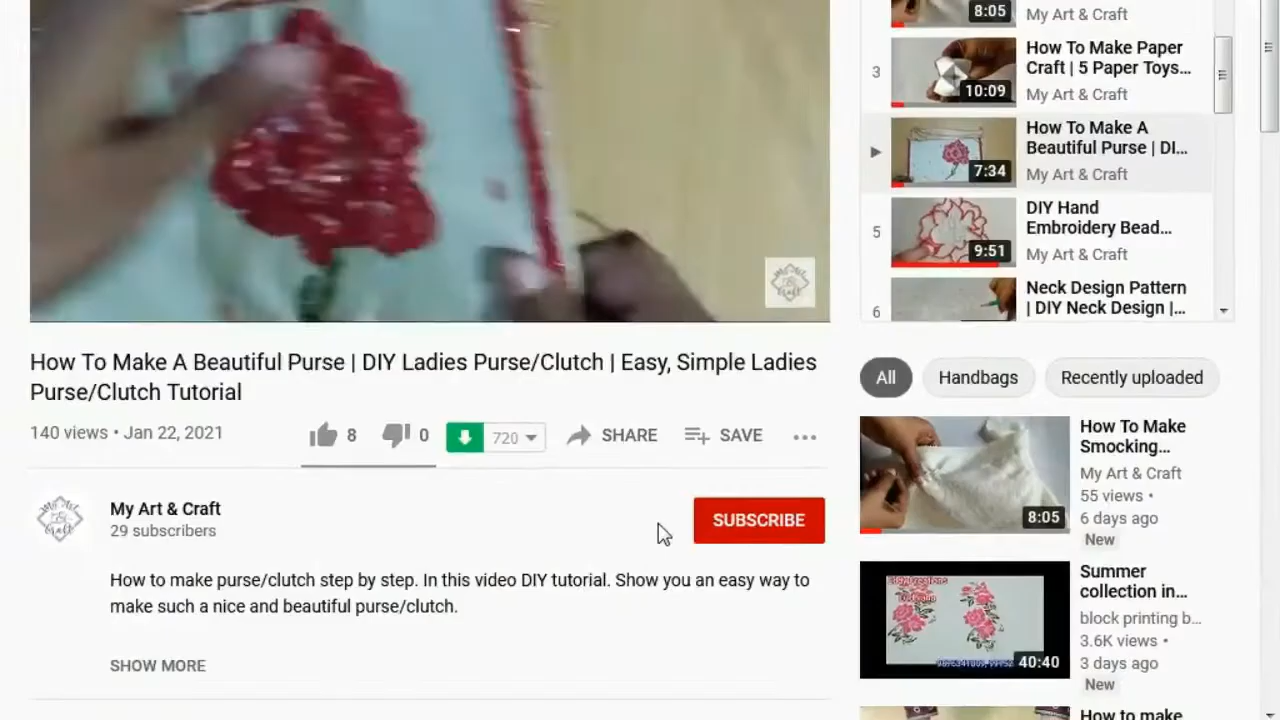 How To Make A Beautiful Purse | DIY Ladies Purse/Clutch | Easy, Simple Ladies
Purse/Clutch Tutorial
140 views • Jan 22, 2021
8
0
720
SHARE
SAVE
My Art & Craft
29 subscribers
SUBSCRIBE
How to make purse/clutch step by step. In this video DIY tutorial. Show you an easy way to
make such a nice and beautiful purse/clutch.
SHOW MORE
8:05
My Art & Craft
3
10:09
How To Make Paper
Craft | 5 Paper Toys...
My Art & Craft
7:34
How To Make A
Beautiful Purse | DI...
My Art & Craft
5
9:51
DIY Hand
Embroidery Bead...
My Art & Craft
6
Neck Design Pattern
| DIY Neck Design |...
All
Handbags
Recently uploaded
8:05
How To Make
Smocking...
My Art & Craft
55 views •
6 days ago
New
40:40
Summer
collection in...
block printing b...
3.6K views •
3 days ago
New
How to make